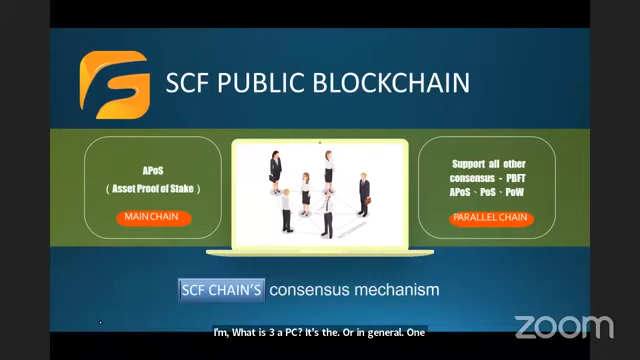 SCF PUBLIC BLOCKCHAIN
APoS
( Asset Proof of Stake )
MAIN CHAIN
Support all other
consensus - PBFT
APoS、PoS、PoW
PARALLEL CHAIN
SCF CHAIN'S consensus mechanism
I'm, What is 3 a PC? It's the. Or in general. One
zoom